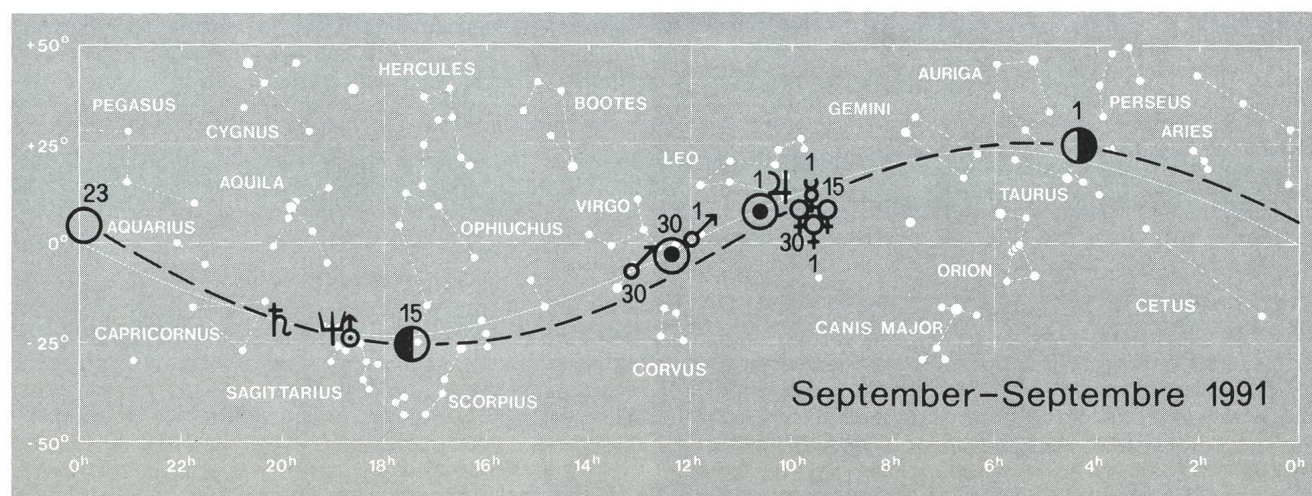 +50°
HERCULES
AURIGA
PEGASUS
BOOTES
GEMINI
1
PERSEUS
CYGNUS
ARIES
+25°
LEO
1
AQUILA
23
1
15
TAURUS
VIRGO
AQUARIUS
OPHIUCHUS
30
1
0°
30
1
ORION
30
15
CETUS
CAPRICORNUS
CANIS MAJOR
-25°
CORVUS
SAGITTARIUS
SCORPIUS
September–Septembre 1991
-50°
0h 22h 20h 18h 16h 14h 12h 10h 8h 6h 4h 2h 0h